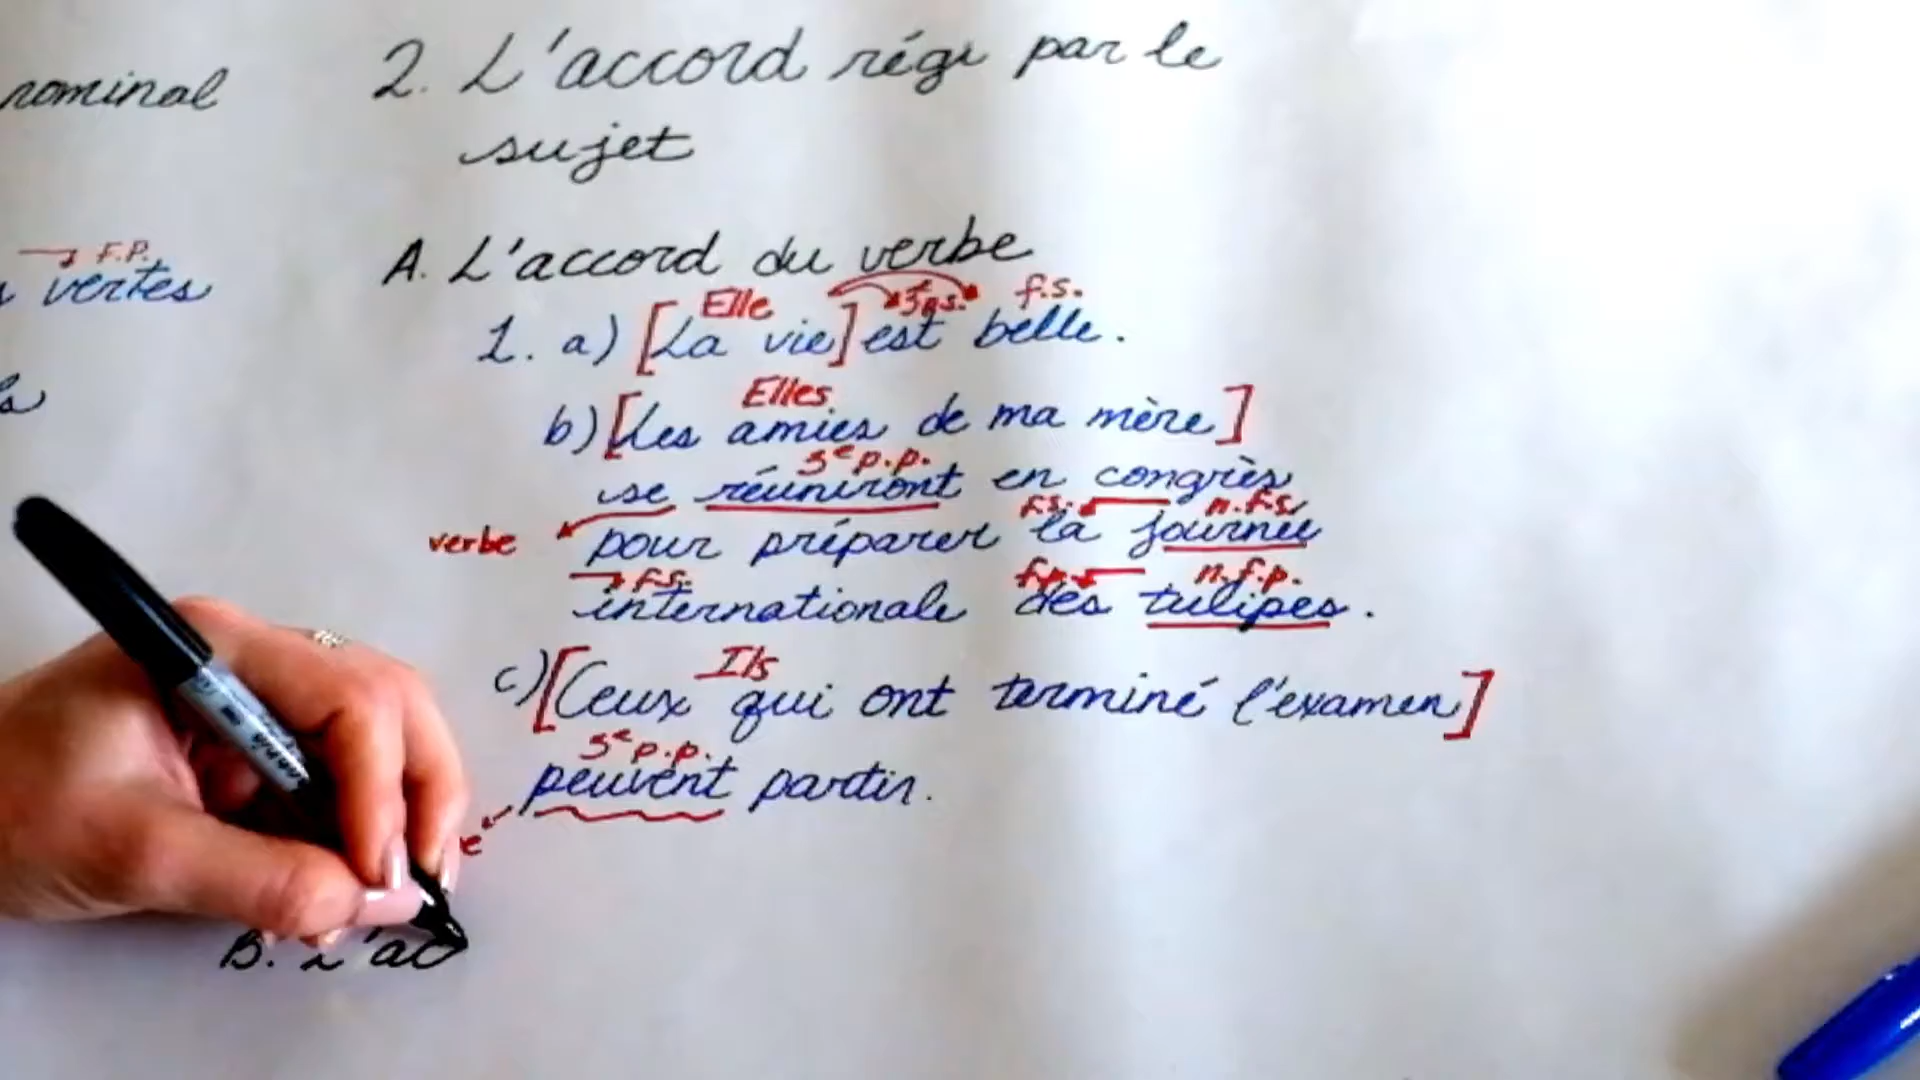 nominal
F.P.
vertes
2. L'accord régi par le
sujet
A. L'accord du verbe
Elle 3e p.s. f.s.
1. a) [La vie] est belle.
Elles
b) [Les amies de ma mère]
3e p.p.
se réuniront en congrès
f.s. n.f.s.
verbe pour préparer la journée
f.s. f.p. n.f.p.
internationale des tulipes.
Ils
c) [Ceux qui ont terminé l'examen]
3e p.p.
peuvent partir.
B. L'ac